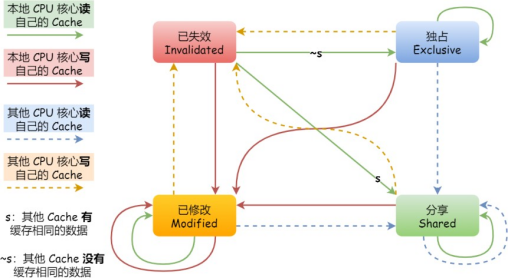 本地 CPU 核心读
自己的 Cache
本地 CPU 核心写
自己的 Cache
其他 CPU 核心读
自己的 Cache
其他 CPU 核心写
自己的 Cache
s：其他 Cache 有
缓存相同的数据
~s：其他 Cache 没有
缓存相同的数据
已失效
Invalidated
~s
独占
Exclusive
s
已修改
Modified
分享
Shared